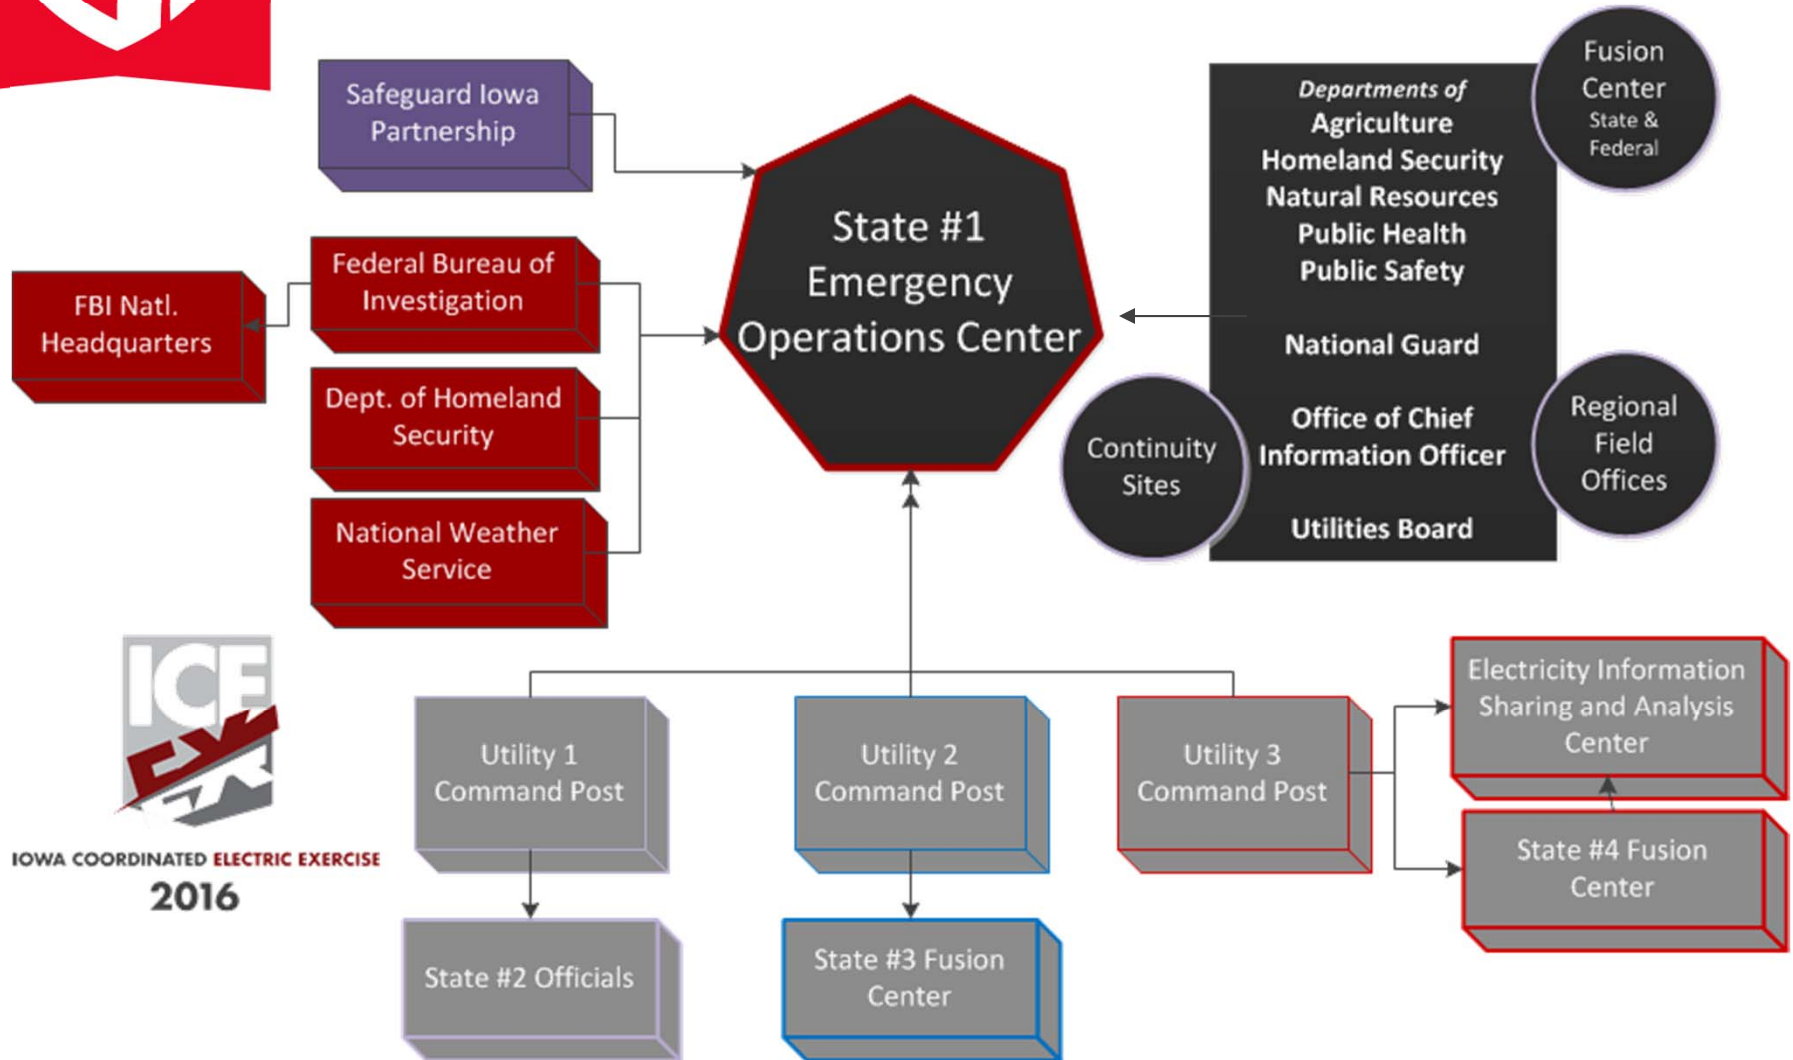 Safeguard Iowa
Partnership
Federal Bureau of
Investigation
FBI Natl.
Headquarters
Dept. of Homeland
Security
National Weather
Service
State #1
Emergency
Operations Center
Departments of
Agriculture
Homeland Security
Natural Resources
Public Health
Public Safety
National Guard
Office of Chief
Information Officer
Utilities Board
Fusion
Center
State &
Federal
Continuity
Sites
Regional
Field
Offices
Utility 1
Command Post
Utility 2
Command Post
Utility 3
Command Post
Electricity Information
Sharing and Analysis
Center
State #4 Fusion
Center
State #2 Officials
State #3 Fusion
Center
ICE
IOWA COORDINATED ELECTRIC EXERCISE
2016